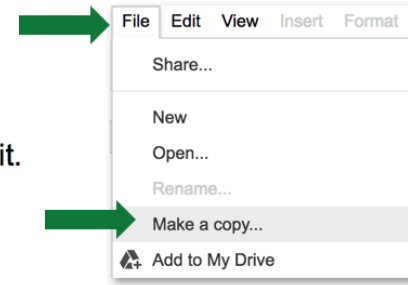 File Edit View Insert Format
Share...
New
Open...
it.
Rename...
Make a copy...
Add to My Drive